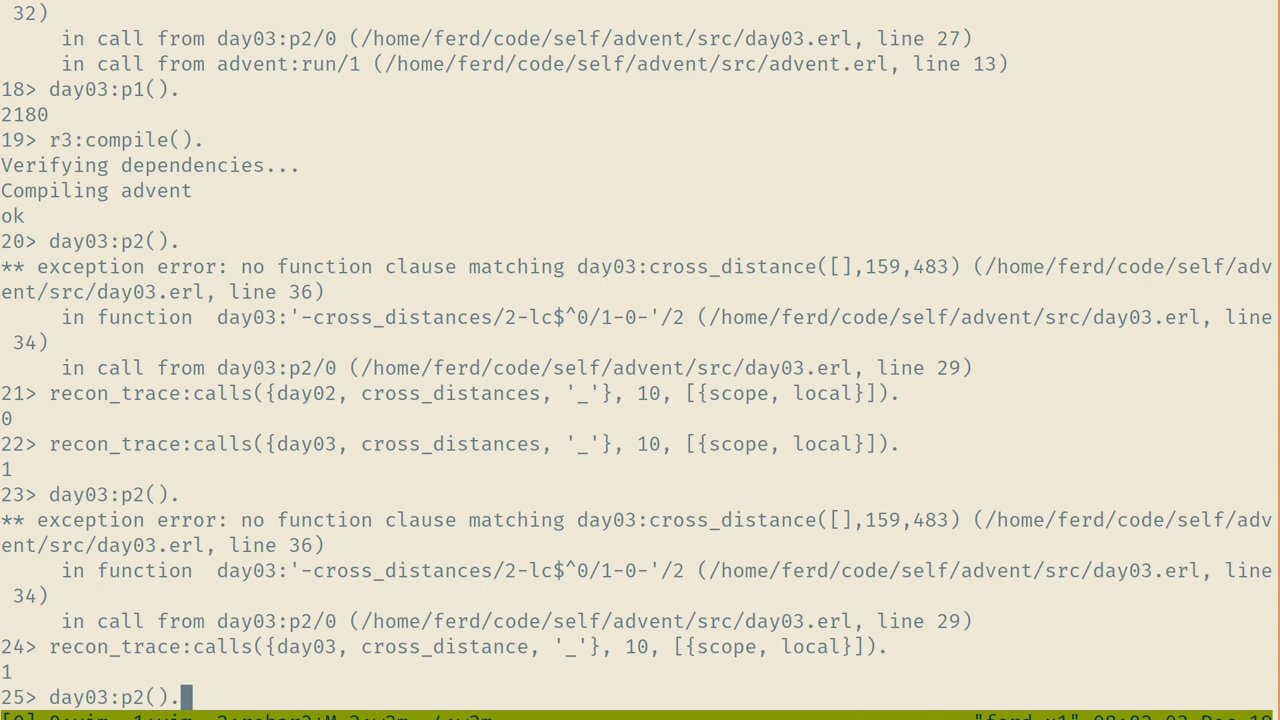 32)
     in call from day03:p2/0 (/home/ferd/code/self/advent/src/day03.erl, line 27)
     in call from advent:run/1 (/home/ferd/code/self/advent/src/advent.erl, line 13)
18> day03:p1().
2180
19> r3:compile().
Verifying dependencies...
Compiling advent
ok
20> day03:p2().
** exception error: no function clause matching day03:cross_distance([],159,483) (/home/ferd/code/self/adv
ent/src/day03.erl, line 36)
     in function  day03:'-cross_distances/2-lc$^0/1-0-'/2 (/home/ferd/code/self/advent/src/day03.erl, line
 34)
     in call from day03:p2/0 (/home/ferd/code/self/advent/src/day03.erl, line 29)
21> recon_trace:calls({day02, cross_distances, '_'}, 10, [{scope, local}]).
0
22> recon_trace:calls({day03, cross_distances, '_'}, 10, [{scope, local}]).
1
23> day03:p2().
** exception error: no function clause matching day03:cross_distance([],159,483) (/home/ferd/code/self/adv
ent/src/day03.erl, line 36)
     in function  day03:'-cross_distances/2-lc$^0/1-0-'/2 (/home/ferd/code/self/advent/src/day03.erl, line
 34)
     in call from day03:p2/0 (/home/ferd/code/self/advent/src/day03.erl, line 29)
24> recon_trace:calls({day03, cross_distance, '_'}, 10, [{scope, local}]).
1
25> day03:p2().